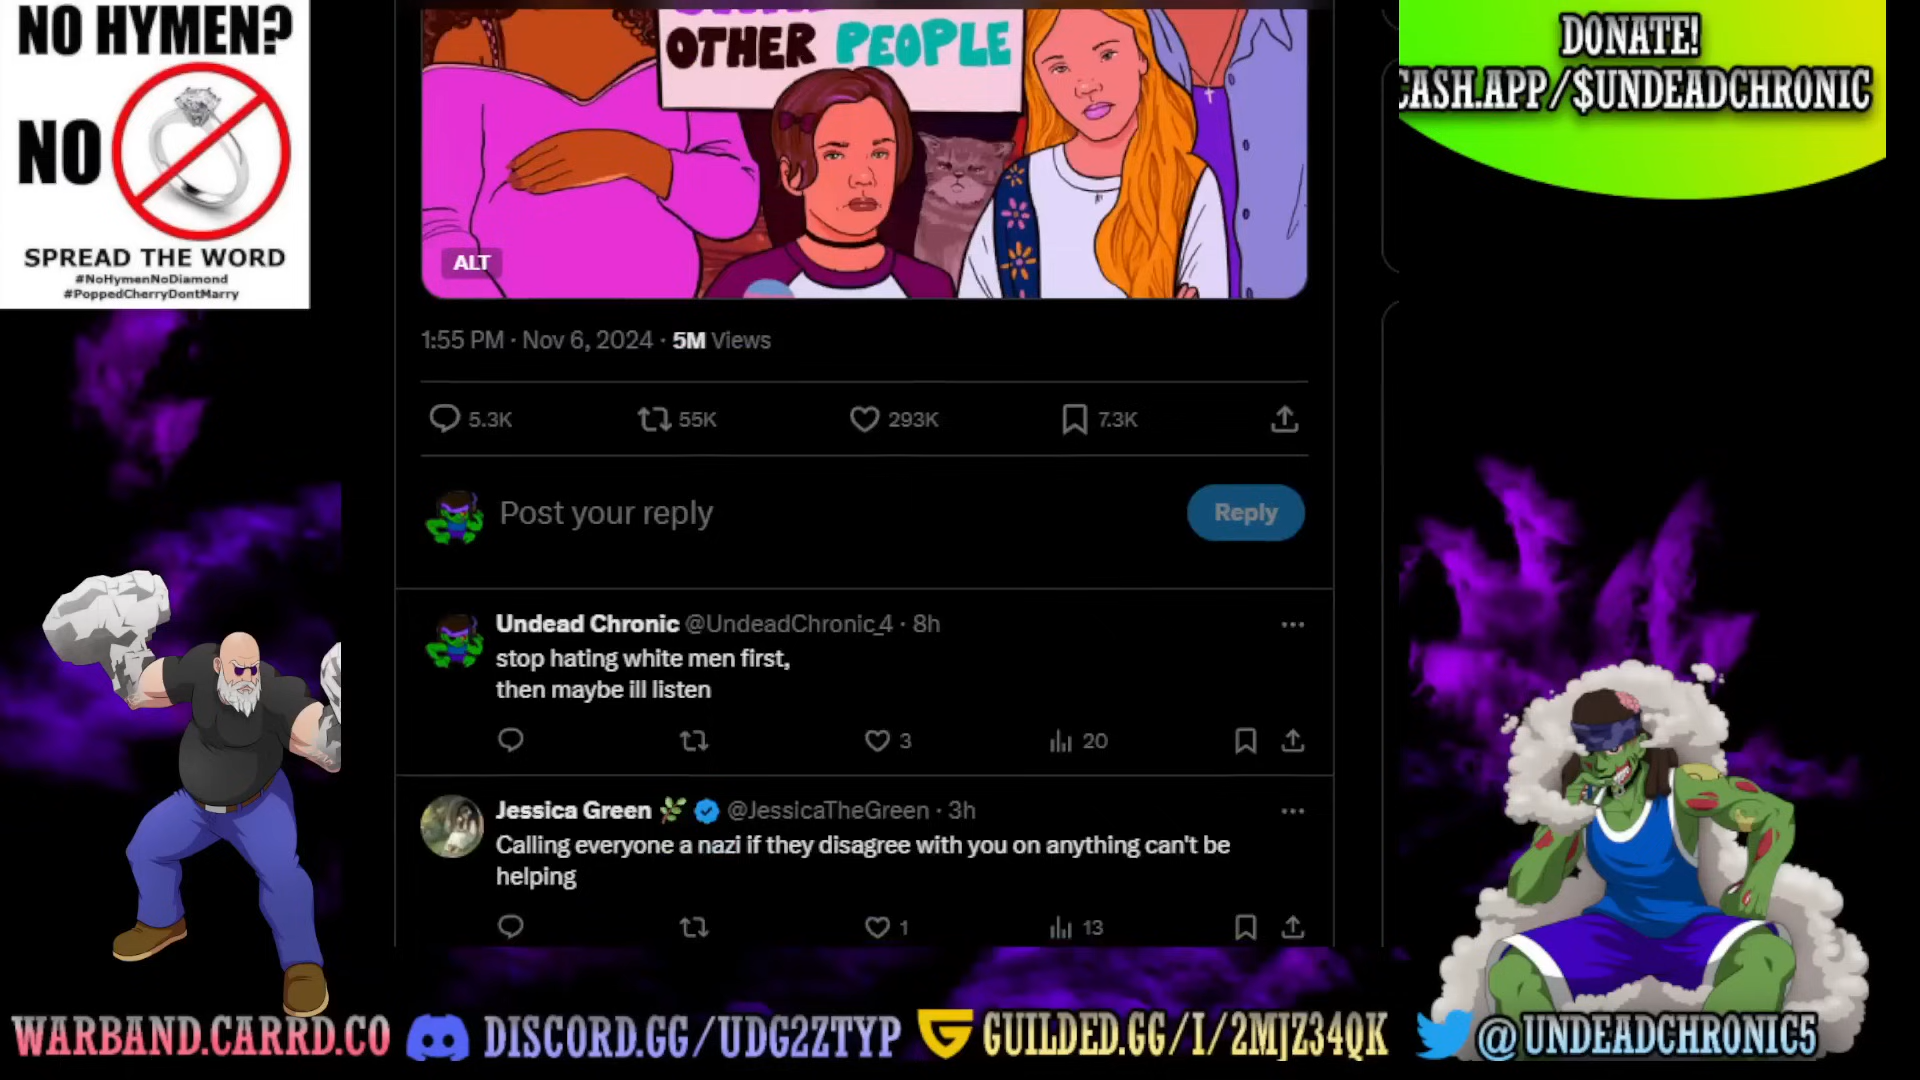 NO HYMEN?
NO
SPREAD THE WORD
#NoHymenNoDiamond
#PoppedCherryDontMarry
OTHER PEOPLE
ALT
1:55 PM · Nov 6, 2024 · 5M Views
5.3K 55K 293K 7.3K
Post your reply
Reply
Undead Chronic @UndeadChronic_4 · 8h
stop hating white men first,
then maybe ill listen
3 20
Jessica Green @JessicaTheGreen · 3h
Calling everyone a nazi if they disagree with you on anything can't be
helping
1 13
DONATE!
CASH.APP/$UNDEADCHRONIC
WARBAND.CARRD.CO
DISCORD.GG/UDG2ZTYP
GUILDED.GG/I/2MJZ34QK
@UNDEADCHRONIC5